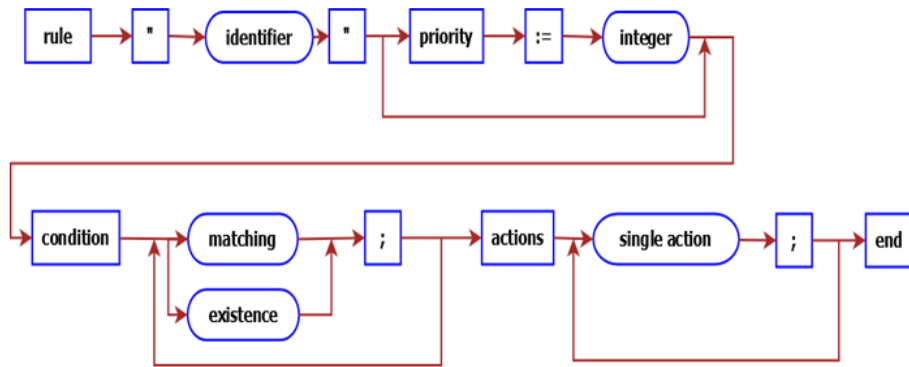 rule " identifier " priority := integer
condition matching ; actions single action ; end
existence